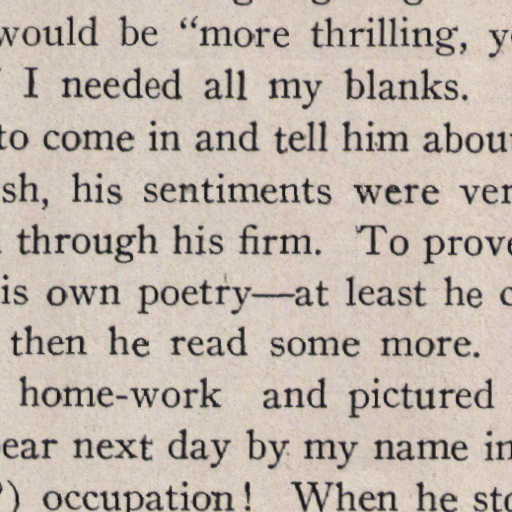 would be “more thrilling, y
I needed all my blanks.
to come in and tell him about
sh, his sentiments were ver
through his firm. To prove
is own poetry—at least he c
then he read some more.
home-work and pictured
ear next day by my name in
?) occupation! When he sto